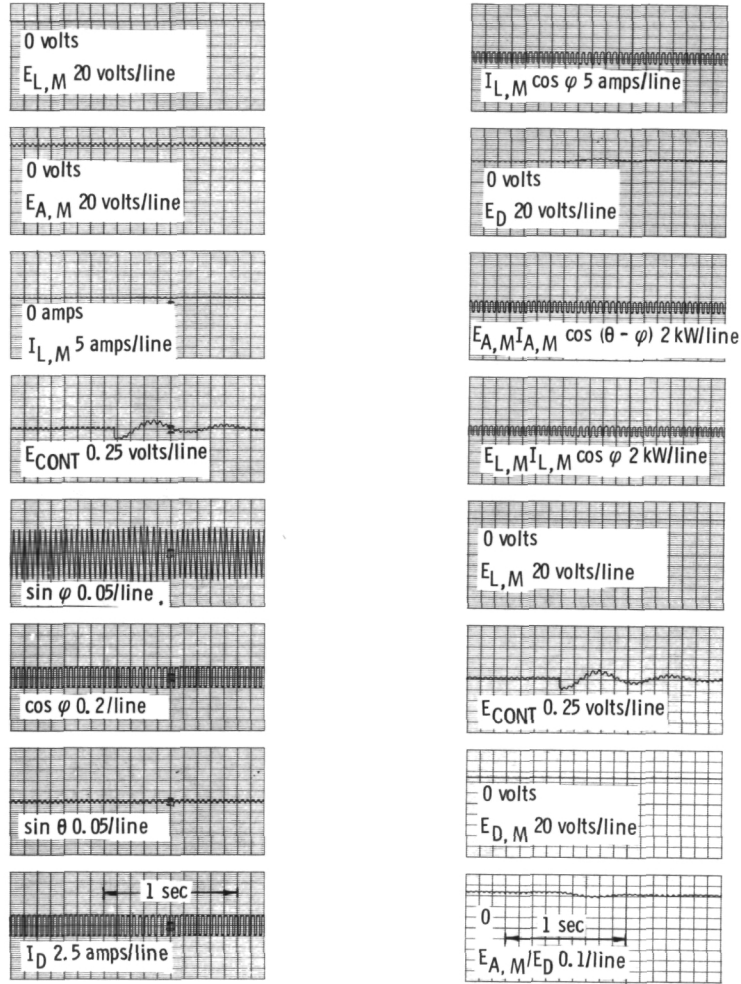 0 volts
E_L,M 20 volts/line
0 volts
E_A,M 20 volts/line
0 amps
I_L,M 5 amps/line
E_CONT 0.25 volts/line
sin φ 0.05/line
cos φ 0.2/line
sin θ 0.05/line
1 sec
I_D 2.5 amps/line
I_L,M cos φ 5 amps/line
0 volts
E_D 20 volts/line
E_A,M I_A,M cos (θ - φ) 2 kW/line
E_L,M I_L,M cos φ 2 kW/line
0 volts
E_L,M 20 volts/line
E_CONT 0.25 volts/line
0 volts
E_D,M 20 volts/line
0
1 sec
E_A,M/E_D 0.1/line